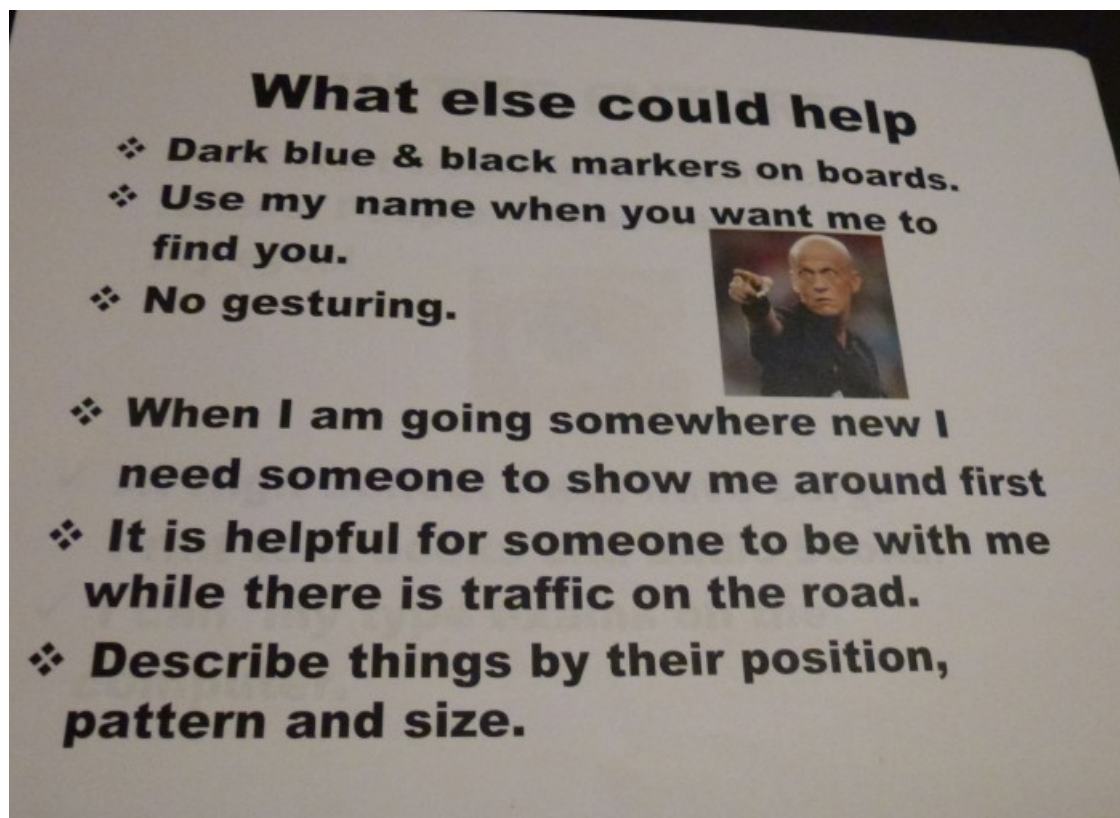 What else could help
❖ Dark blue & black markers on boards.
❖ Use my name when you want me to
find you.
❖ No gesturing.
❖ When I am going somewhere new I
need someone to show me around first
❖ It is helpful for someone to be with me
while there is traffic on the road.
❖ Describe things by their position,
pattern and size.